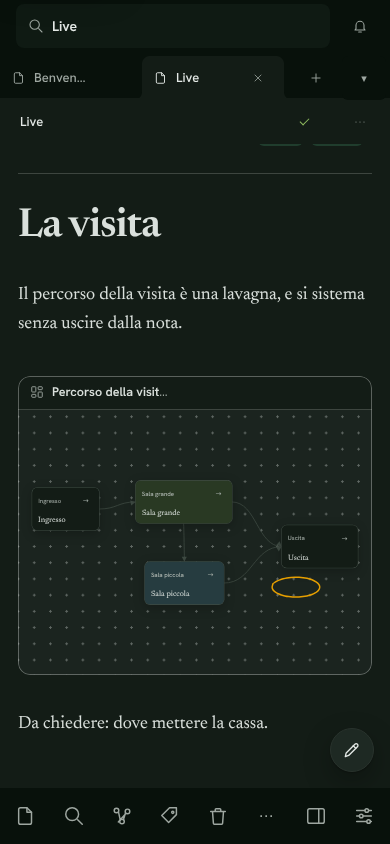 Live
Benven...
Live
Live
La visita
Il percorso della visita è una lavagna, e si sistema
senza uscire dalla nota.
Percorso della visit...
Ingresso
Ingresso
Sala grande
Sala grande
Uscita
Uscita
Sala piccola
Sala piccola
Da chiedere: dove mettere la cassa.